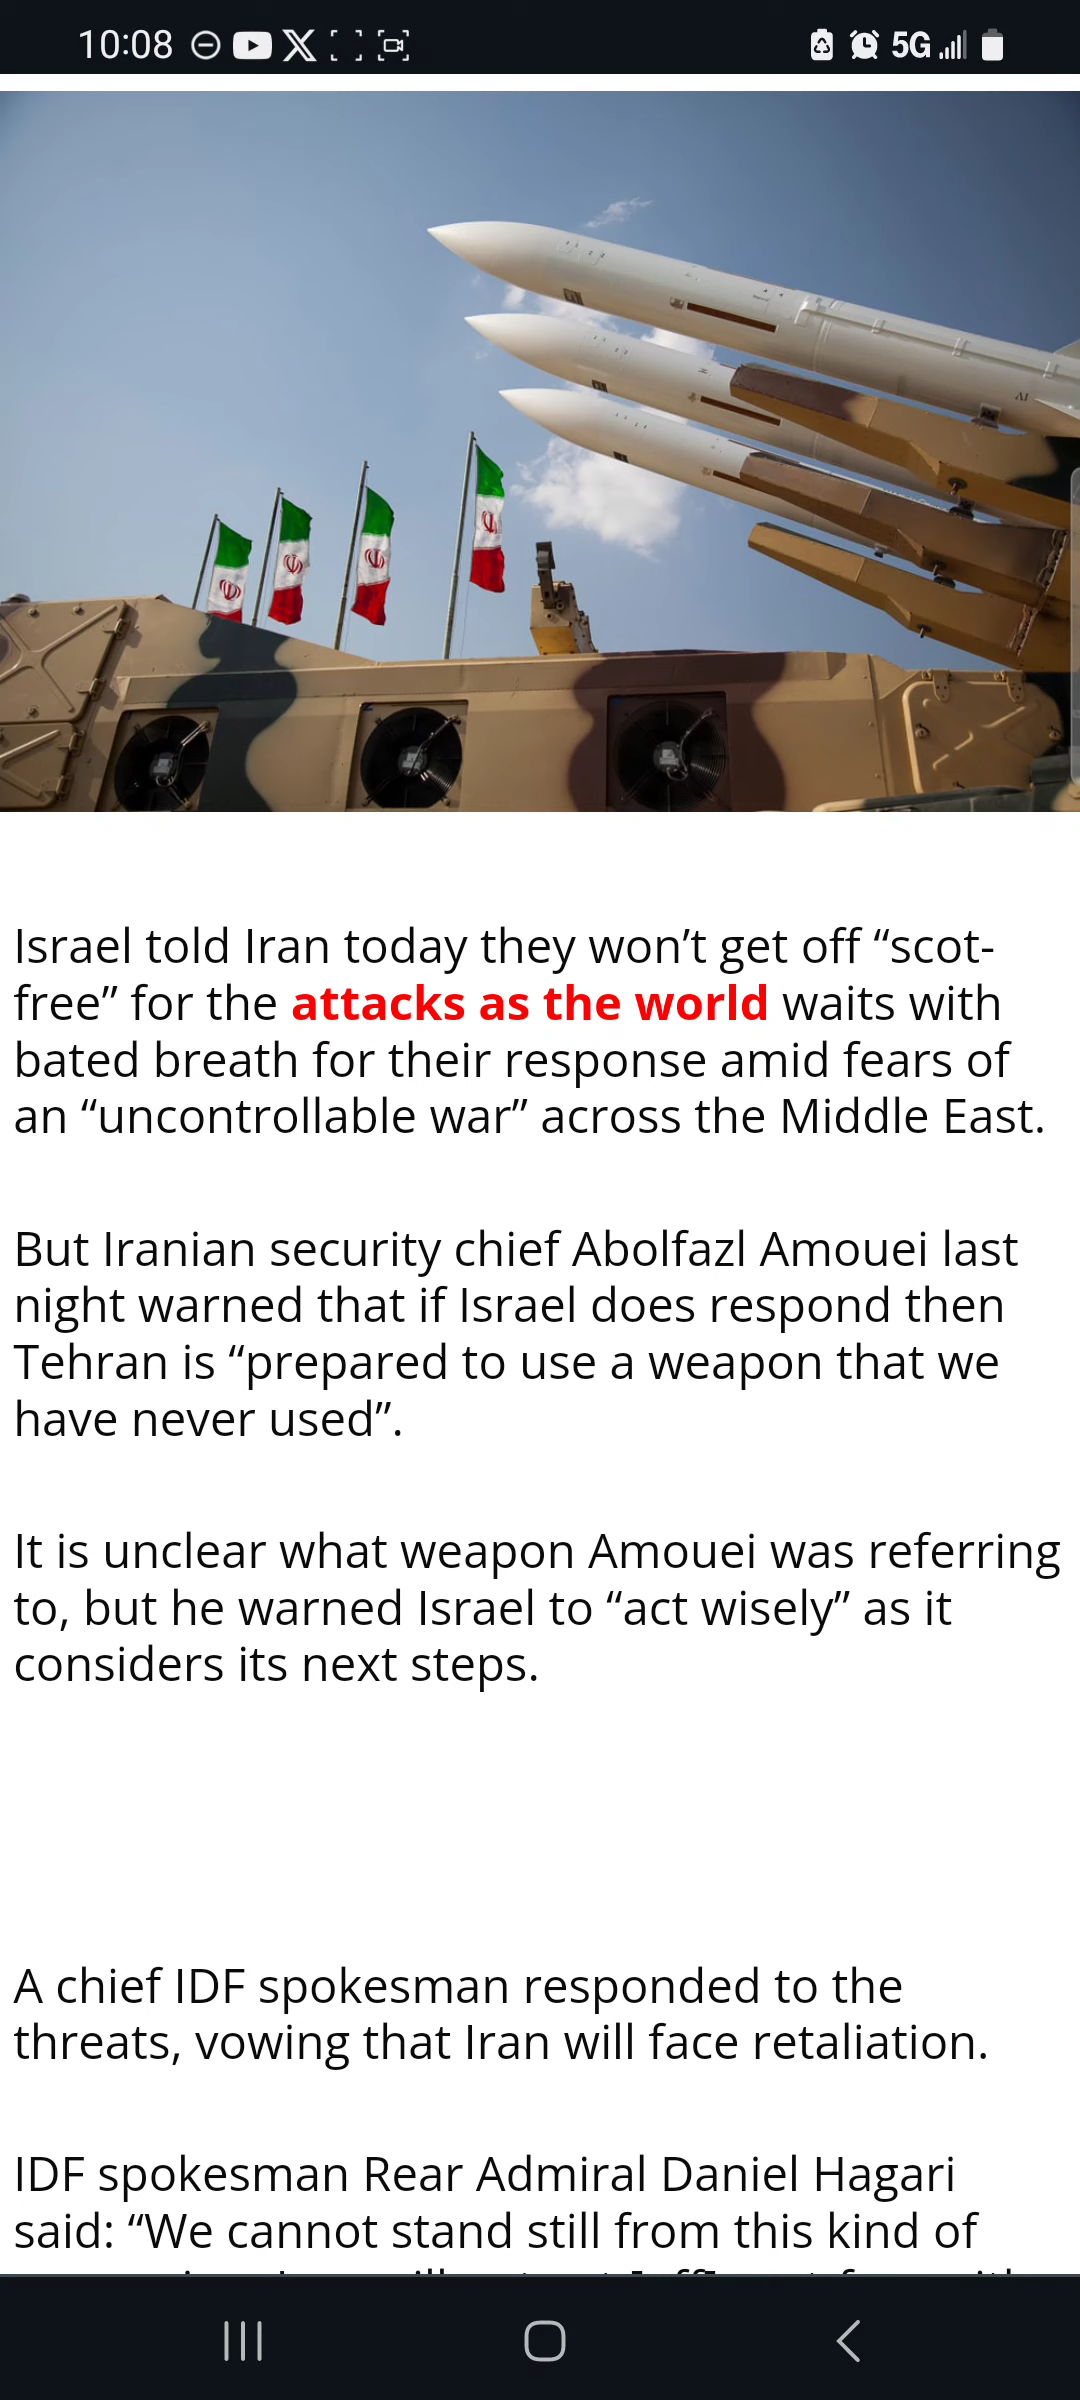 10:08
5G
Israel told Iran today they won’t get off “scot-
free” for the attacks as the world waits with
bated breath for their response amid fears of
an “uncontrollable war” across the Middle East.
But Iranian security chief Abolfazl Amouei last
night warned that if Israel does respond then
Tehran is “prepared to use a weapon that we
have never used”.
It is unclear what weapon Amouei was referring
to, but he warned Israel to “act wisely” as it
considers its next steps.
A chief IDF spokesman responded to the
threats, vowing that Iran will face retaliation.
IDF spokesman Rear Admiral Daniel Hagari
said: “We cannot stand still from this kind of